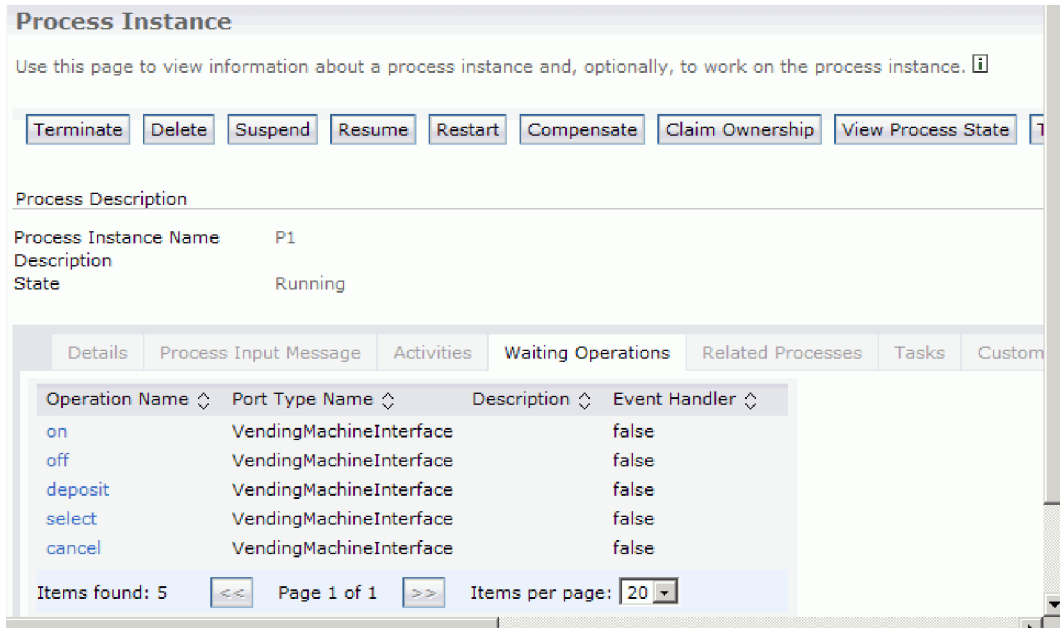 Process Instance
Use this page to view information about a process instance and, optionally, to work on the process instance. i
Terminate Delete Suspend Resume Restart Compensate Claim Ownership View Process State T
Process Description
Process Instance Name P1
Description
State Running
Details Process Input Message Activities Waiting Operations Related Processes Tasks Custom
Operation Name Port Type Name Description Event Handler
on VendingMachineInterface false
off VendingMachineInterface false
deposit VendingMachineInterface false
select VendingMachineInterface false
cancel VendingMachineInterface false
Items found: 5 << Page 1 of 1 >> Items per page: 20